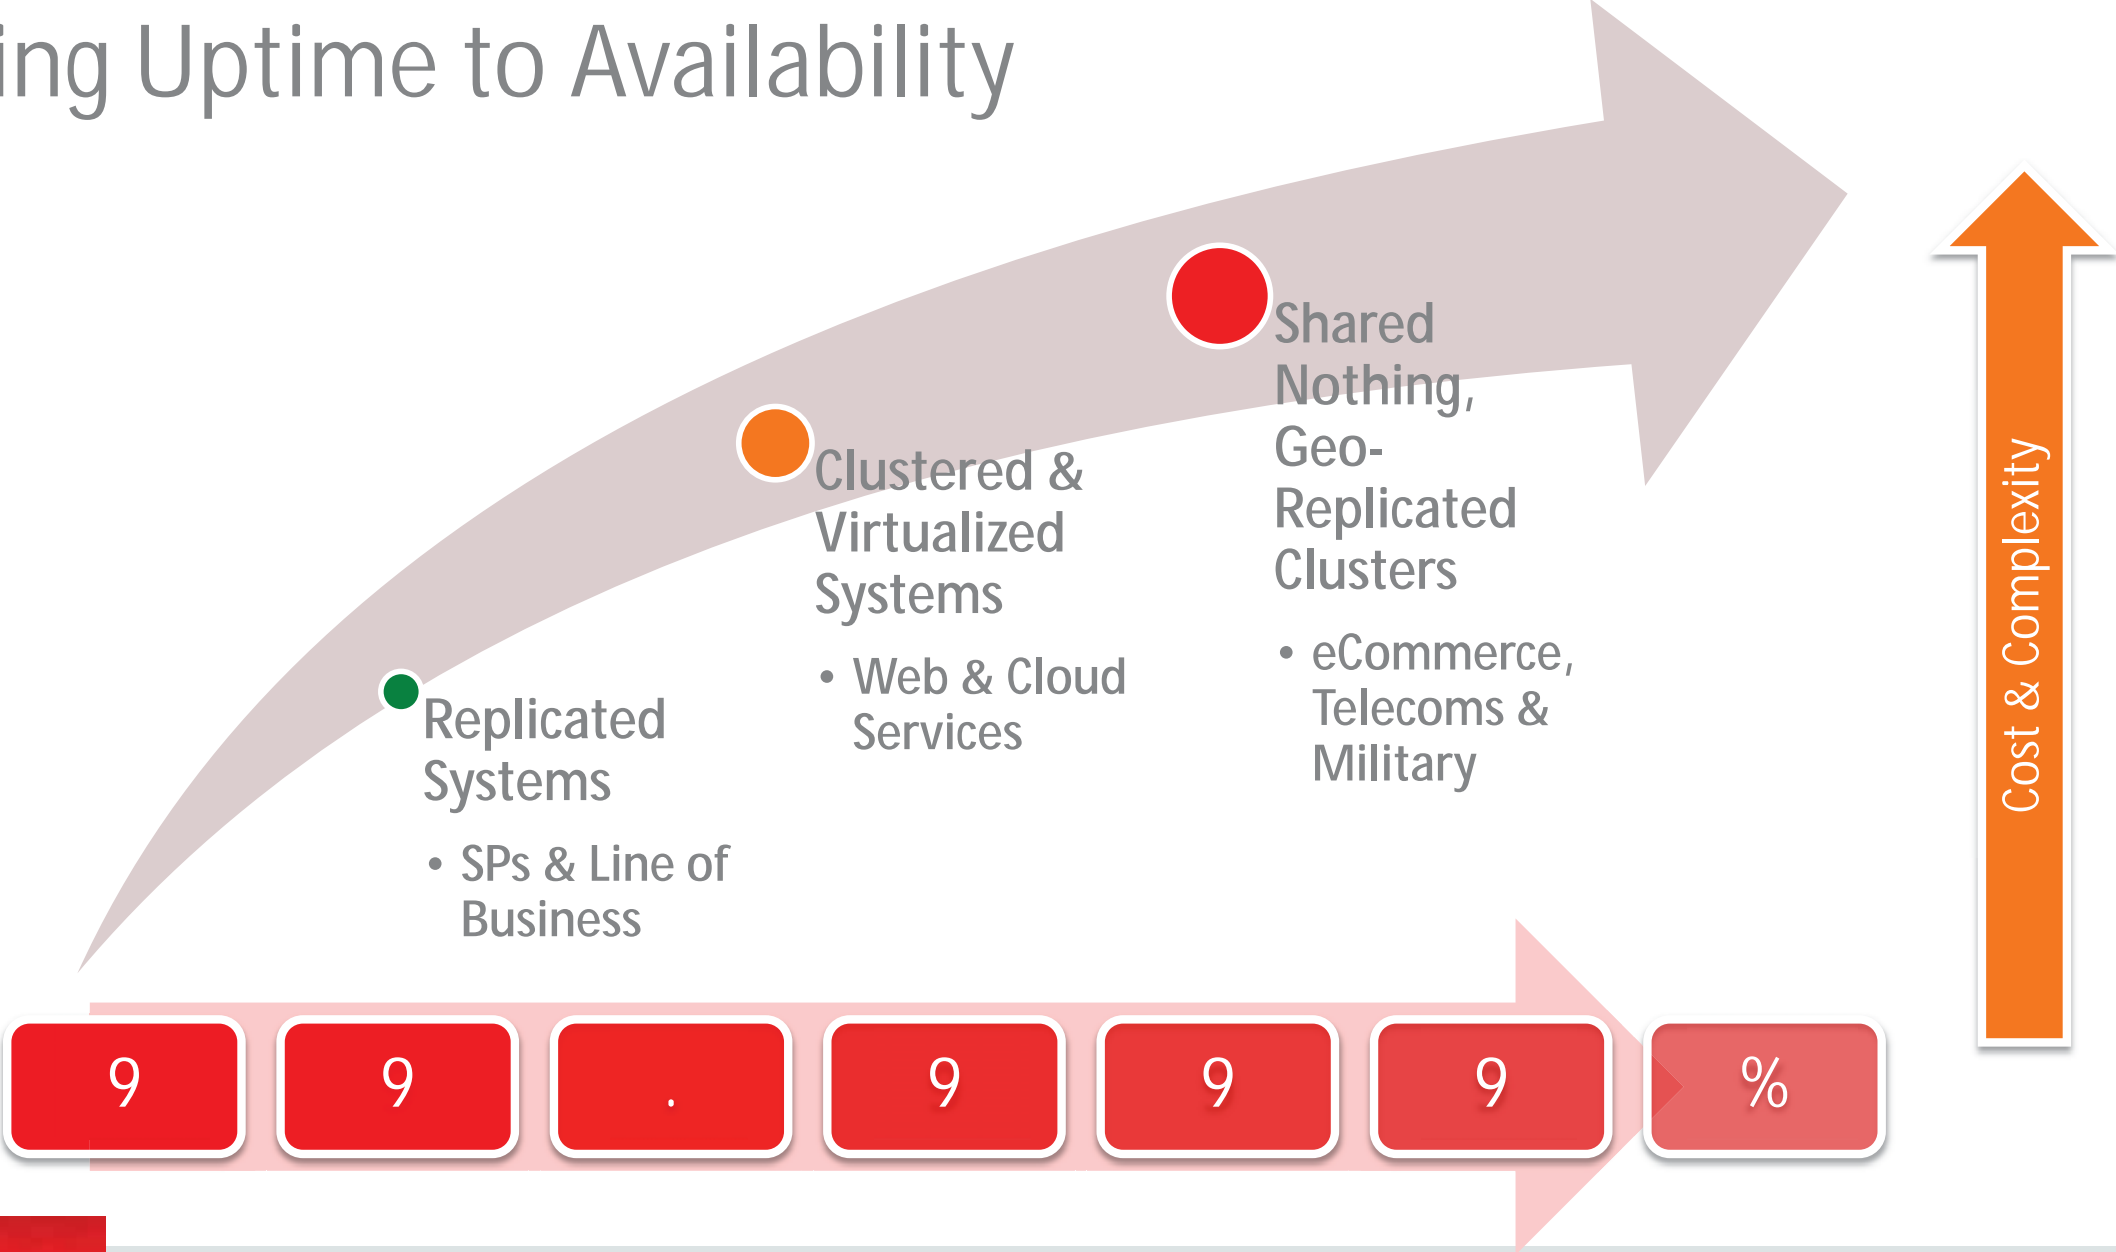 ing Uptime to Availability
Shared
Nothing,
Geo-
Replicated
Clusters
• eCommerce,
Telecoms &
Military
Clustered &
Virtualized
Systems
• Web & Cloud
Services
Replicated
Systems
• SPs & Line of
Business
Cost & Complexity
9 9 . 9 9 9 %